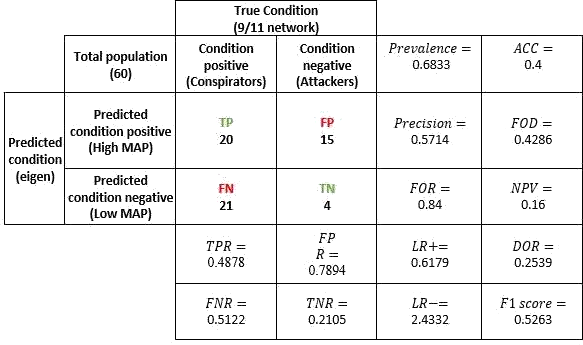 True Condition
(9/11 network)
Total population
(60)
Condition
positive
(Conspirators)
Condition
negative
(Attackers)
Prevalence =
0.6833
ACC =
0.4
Predicted
condition
(eigen)
Predicted
condition positive
(High MAP)
TP
20
FP
15
Precision =
0.5714
FOD =
0.4286
Predicted
condition negative
(Low MAP)
FN
21
TN
4
FOR =
0.84
NPV =
0.16
TPR =
0.4878
FP
R =
0.7894
LR+=
0.6179
DOR =
0.2539
FNR =
0.5122
TNR =
0.2105
LR−=
2.4332
F1 score =
0.5263